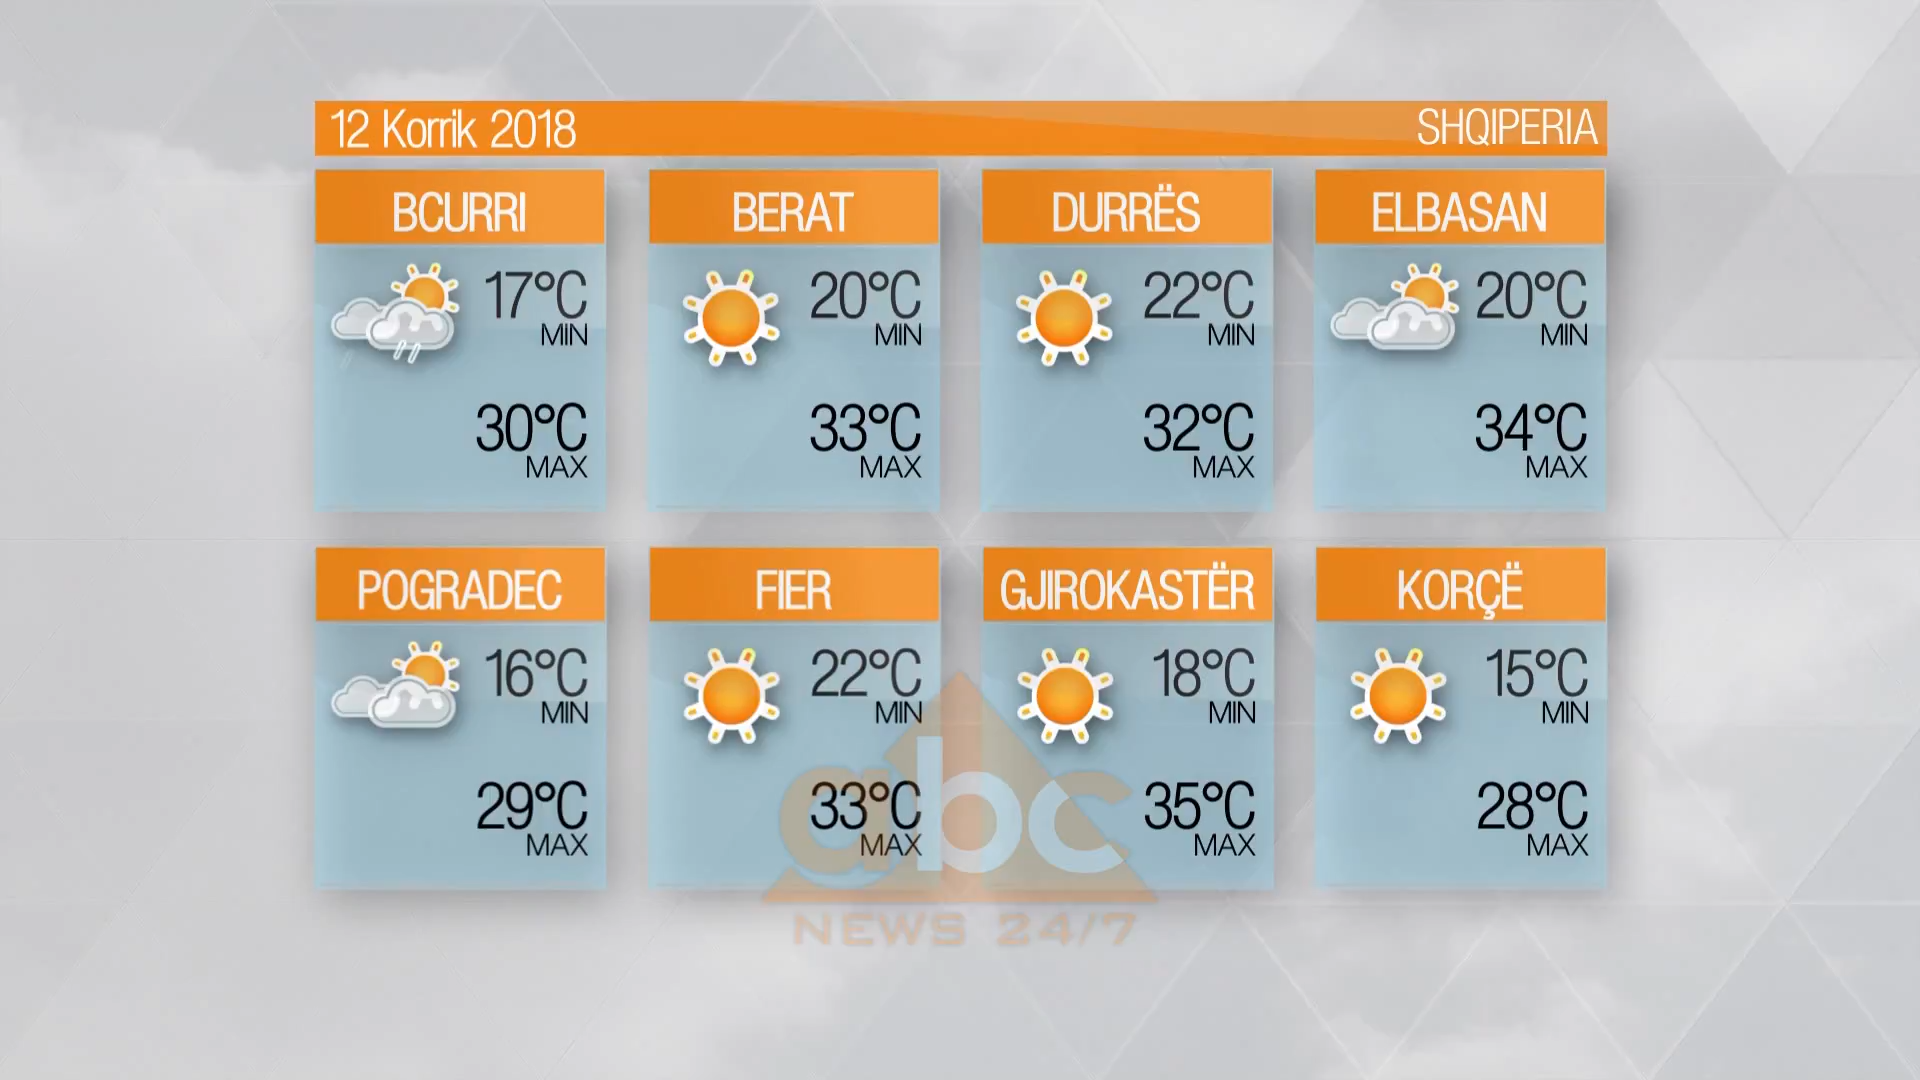 12 Korrik 2018 SHQIPERIA
BCURRI
17°C
MIN
30°C
MAX
BERAT
20°C
MIN
33°C
MAX
DURRËS
22°C
MIN
32°C
MAX
ELBASAN
20°C
MIN
34°C
MAX
POGRADEC
16°C
MIN
29°C
MAX
FIER
22°C
MIN
33°C
MAX
GJIROKASTËR
18°C
MIN
35°C
MAX
KORÇË
15°C
MIN
28°C
MAX
abc
NEWS 24/7